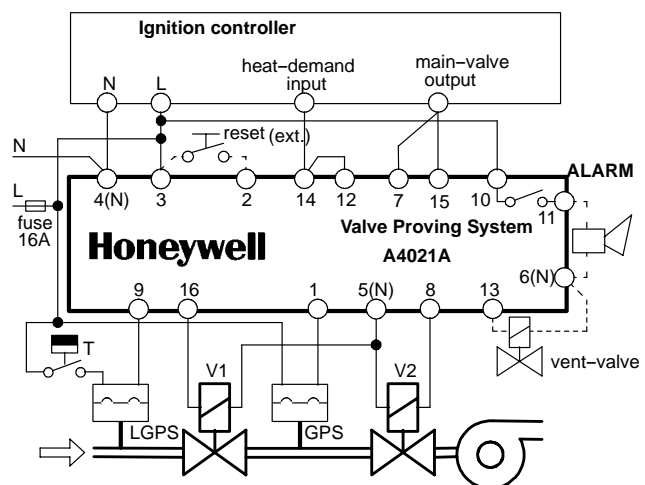 Ignition controller
N
L
heat-demand
input
main-valve
output
reset (ext.)
N
ALARM
4(N)
3
2
14
12
7
15
10
11
L
fuse
16A
Valve Proving System
Honeywell
A4021A
6(N)
9
16
1
5(N)
8
13
T
V1
V2
vent-valve
LGPS
GPS